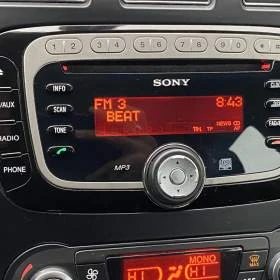 1 2 3 4 5 6 7 8 9 0
SONY
INFO
SCAN
TONE
/AUX
RADIO
PHONE
FM 3 8:43
BEAT
NEWS CD
TA TP AF
MP3
MONO
HI HI